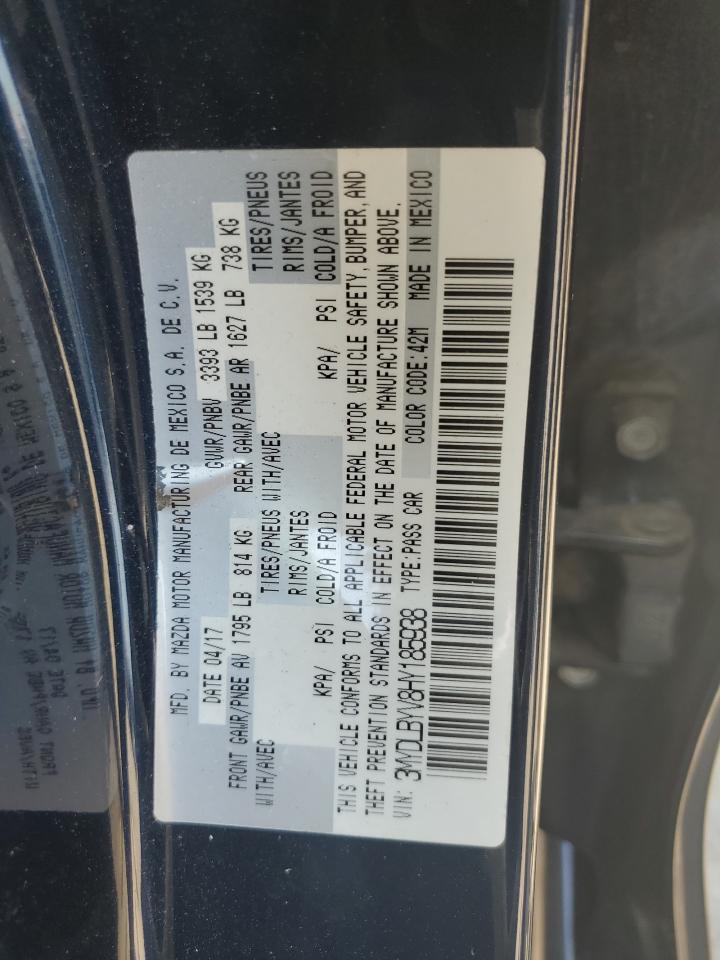 MFD. BY MAZDA MOTOR MANUFACTURING DE MEXICO S.A. DE C.V.
DATE 04/17 GVWR/PNBV 3393 LB 1539 KG
FRONT GAWR/PNBE AV 1795 LB 814 KG REAR GAWR/PNBE AR 1627 LB 738 KG
WITH/AVEC TIRES/PNEUS WITH/AVEC TIRES/PNEUS
RIMS/JANTES RIMS/JANTES
KPA/ PSI COLD/A FROID KPA/ PSI COLD/A FROID
THIS VEHICLE CONFORMS TO ALL APPLICABLE FEDERAL MOTOR VEHICLE SAFETY, BUMPER, AND
THEFT PREVENTION STANDARDS IN EFFECT ON THE DATE OF MANUFACTURE SHOWN ABOVE.
VIN: 3MYDLBYV8HY185938 TYPE:PASS CAR COLOR CODE:42M MADE IN MEXICO